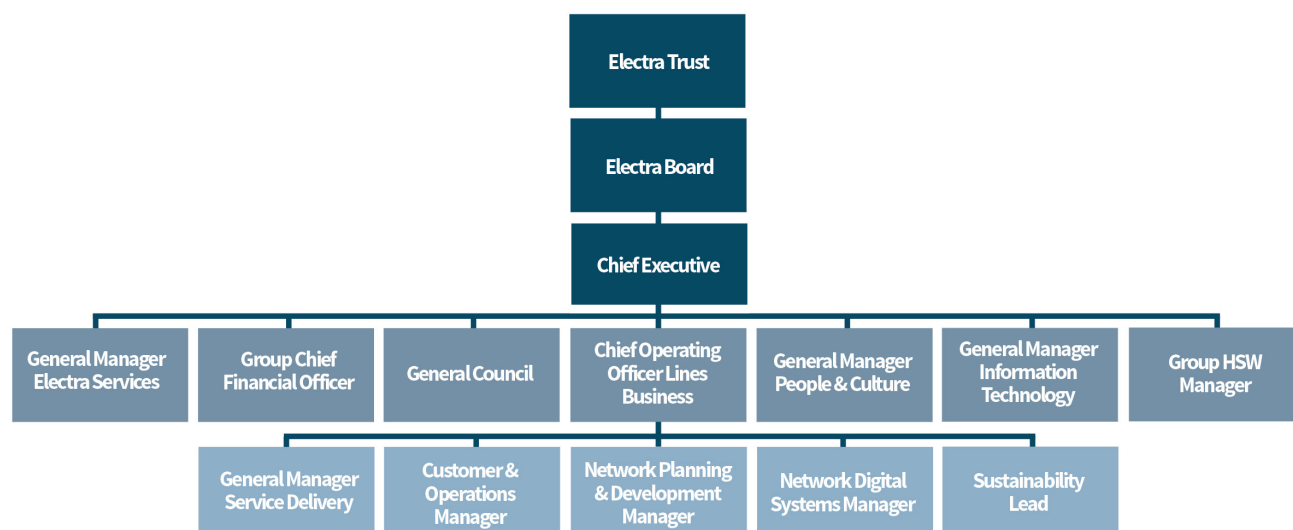 Electra Trust
Electra Board
Chief Executive
General Manager
Electra Services
Group Chief
Financial Officer
General Council
Chief Operating
Officer Lines
Business
General Manager
People & Culture
General Manager
Information
Technology
Group HSW
Manager
General Manager
Service Delivery
Customer &
Operations
Manager
Network Planning
& Development
Manager
Network Digital
Systems Manager
Sustainability
Lead